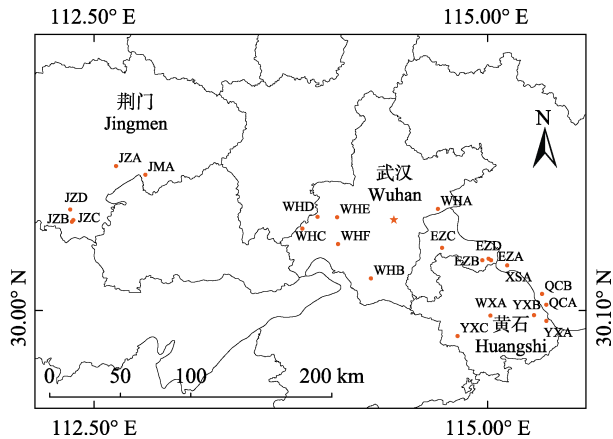 112.50° E
115.00° E
荆门
Jingmen
N
JZA
JMA
武汉
Wuhan
JZD
JZB
JZC
WHD
WHE
WHA
WHC
WHF
EZC
EZD
EZB
EZA
XSA
WHB
QCB
QCA
WXA
YXB
YXC
黄石
YXA
Huangshi
30.00° N
30.10° N
0 50 100 200 km
112.50° E
115.00° E